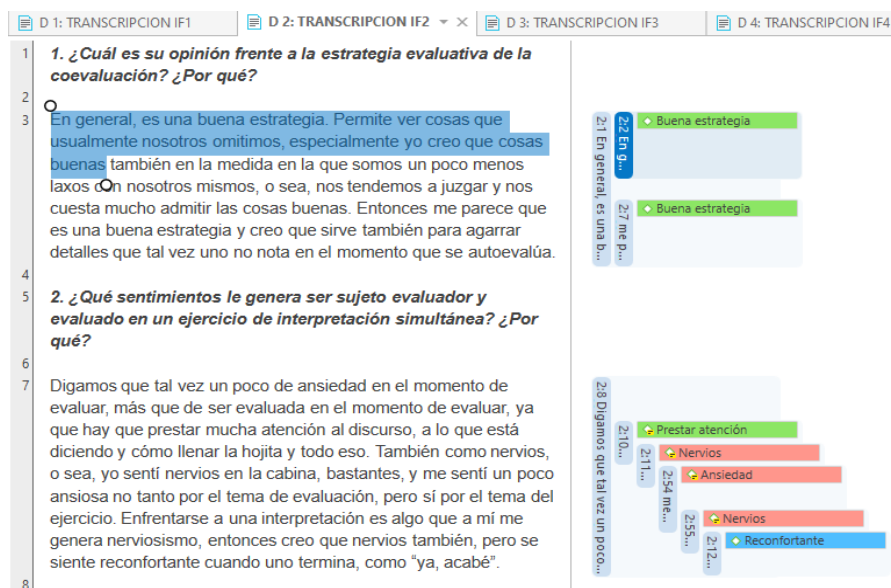 D 1: TRANSCRIPCION IF1
D 2: TRANSCRIPCION IF2
D 3: TRANSCRIPCION IF3
D 4: TRANSCRIPCION IF4
1
1. ¿Cuál es su opinión frente a la estrategia evaluativa de la
coevaluación? ¿Por qué?
2
3
En general, es una buena estrategia. Permite ver cosas que
usualmente nosotros omitimos, especialmente yo creo que cosas
buenas también en la medida en la que somos un poco menos
laxos con nosotros mismos, o sea, nos tendemos a juzgar y nos
cuesta mucho admitir las cosas buenas. Entonces me parece que
es una buena estrategia y creo que sirve también para agarrar
detalles que tal vez uno no nota en el momento que se autoevalúa.
4
5
2. ¿Qué sentimientos le genera ser sujeto evaluador y
evaluado en un ejercicio de interpretación simultánea? ¿Por
qué?
6
7
Digamos que tal vez un poco de ansiedad en el momento de
evaluar, más que de ser evaluada en el momento de evaluar, ya
que hay que prestar mucha atención al discurso, a lo que está
diciendo y cómo llenar la hojita y todo eso. También como nervios,
o sea, yo sentí nervios en la cabina, bastantes, y me sentí un poco
ansiosa no tanto por el tema de evaluación, pero sí por el tema del
ejercicio. Enfrentarse a una interpretación es algo que a mí me
genera nerviosismo, entonces creo que nervios también, pero se
siente reconfortante cuando uno termina, como “ya, acabé”.
8
2:1 En general, es una b...
2:2 En g...
Buena estrategia
2:7 me p...
Buena estrategia
2:8 Digamos que tal vez un poco...
2:10...
Prestar atención
2:11...
Nervios
2:54 me...
Ansiedad
2:55...
Nervios
2:12...
Reconfortante